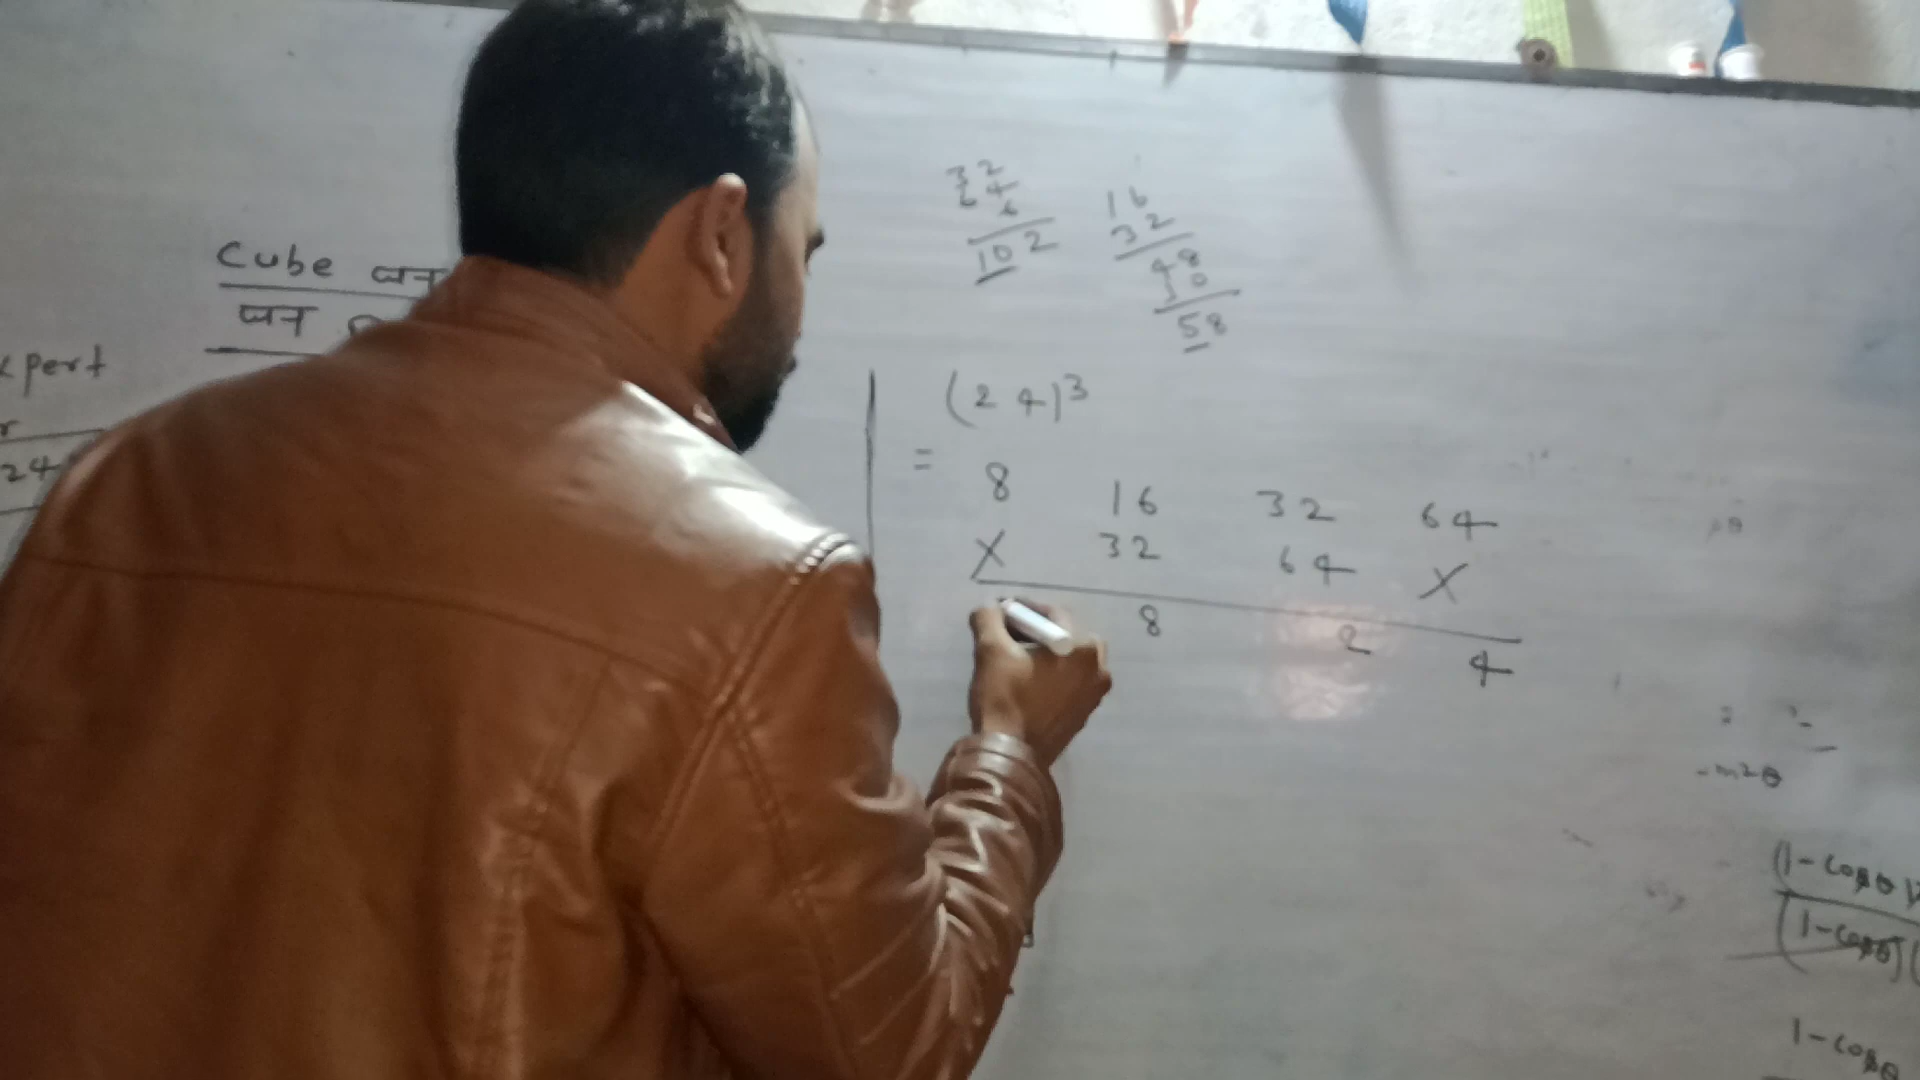 Cube
घन
xpert
24
32
64
6
102
16
32
48
10
58
(24)³
= 8 16 32 64
X 32 64 X
8 2 4
(1-cosθ)
(1-cosθ)(
1-cosθ